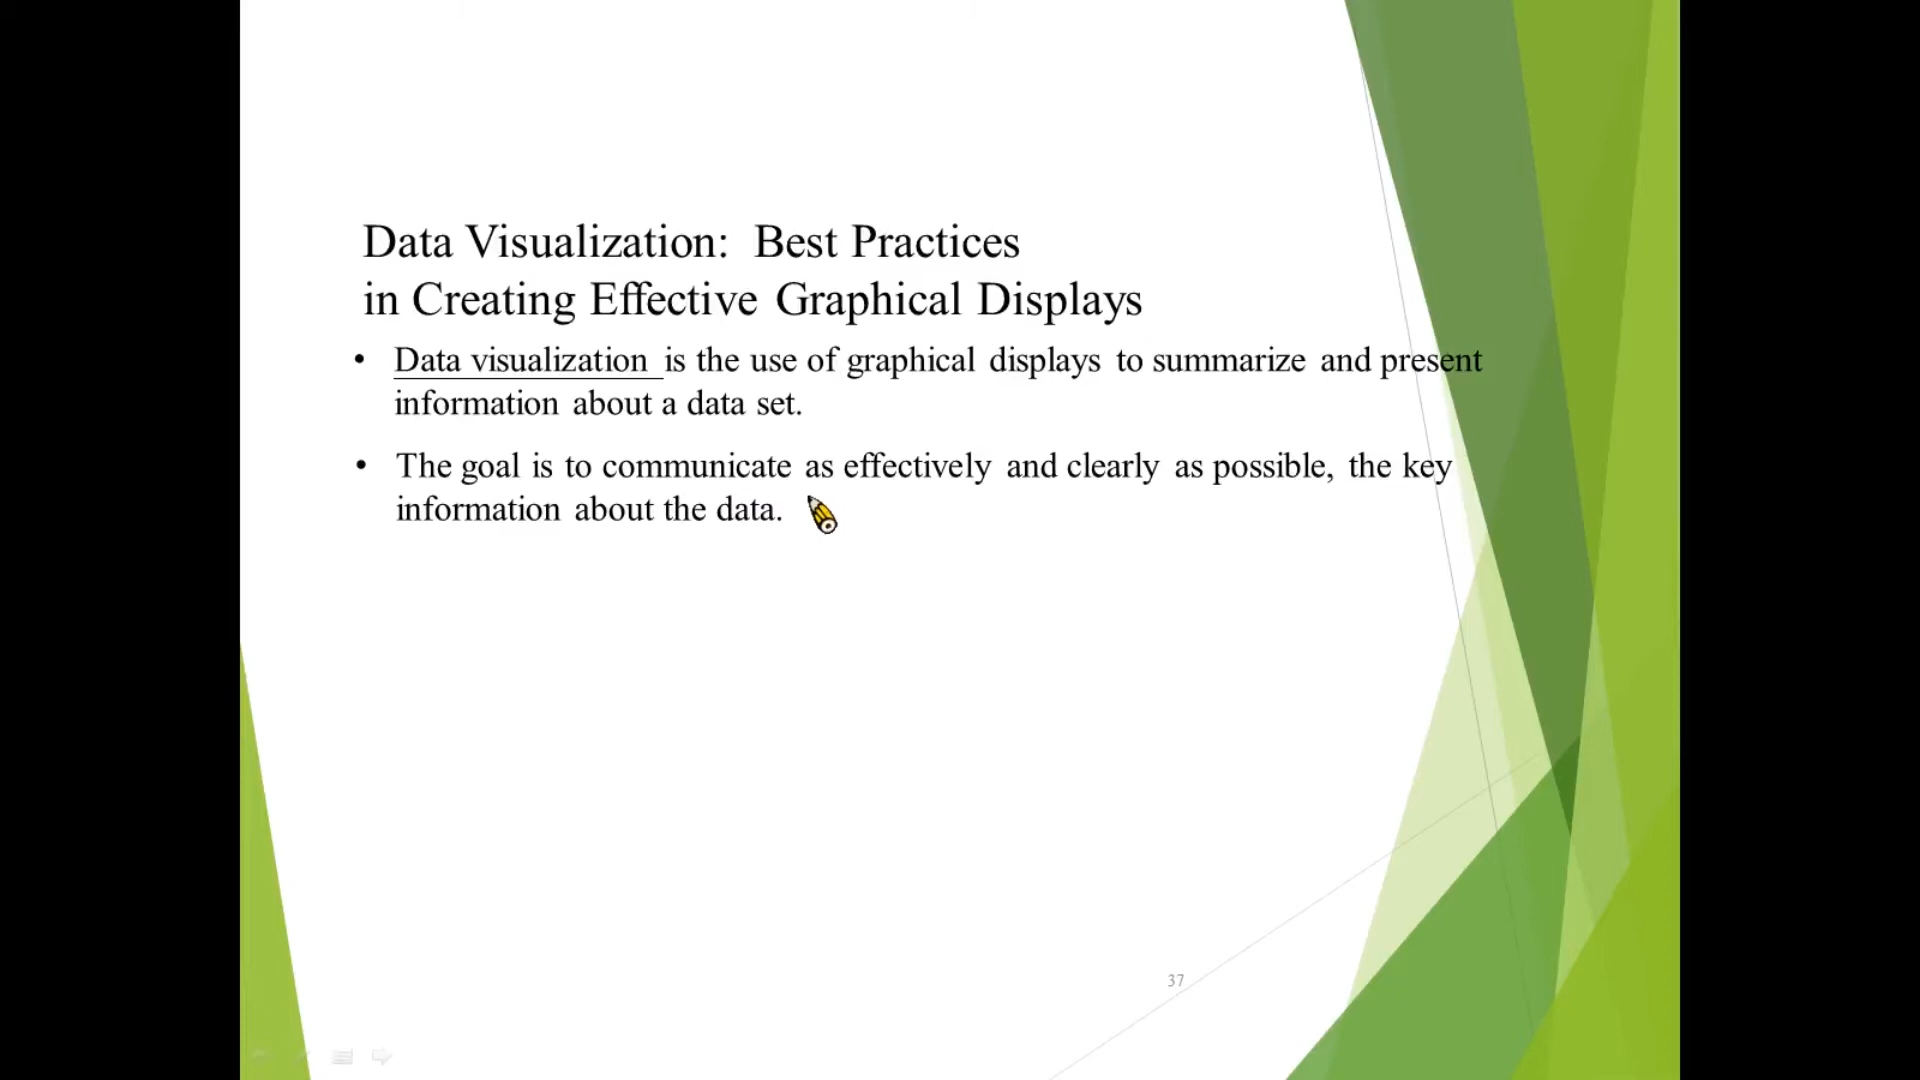 Data Visualization: Best Practices
in Creating Effective Graphical Displays
• Data visualization is the use of graphical displays to summarize and present
information about a data set.
• The goal is to communicate as effectively and clearly as possible, the key
information about the data.
37